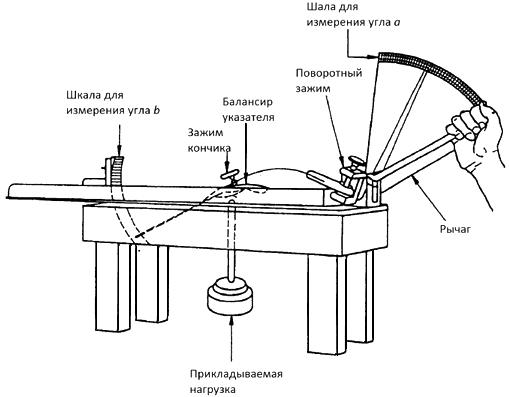 Шала для
измерения угла a
Поворотный
зажим
Шкала для
измерения угла b
Балансир
указателя
Зажим
кончика
Рычаг
Прикладываемая
нагрузка